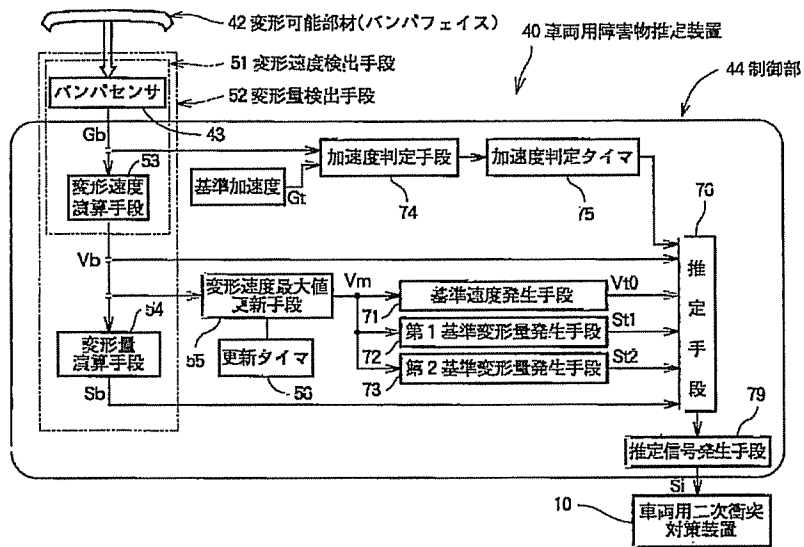 42 変形可能部材(バンパフェイス)
40 車両用障害物推定装置
51 変形速度検出手段
52 変形量検出手段
44 制御部
バンパセンサ
43
Gb
53
変形速度
演算手段
基準加速度
Gt
加速度判定手段
74
加速度判定タイマ
75
70
推定手段
Vb
変形速度最大値
更新手段
55
Vm
基準速度発生手段
71
Vt0
54
変形量
演算手段
更新タイマ
56
第1基準変形量発生手段
72
St1
第2基準変形量発生手段
73
St2
Sb
79
推定信号発生手段
Si
10
車両用二次衝突
対策装置